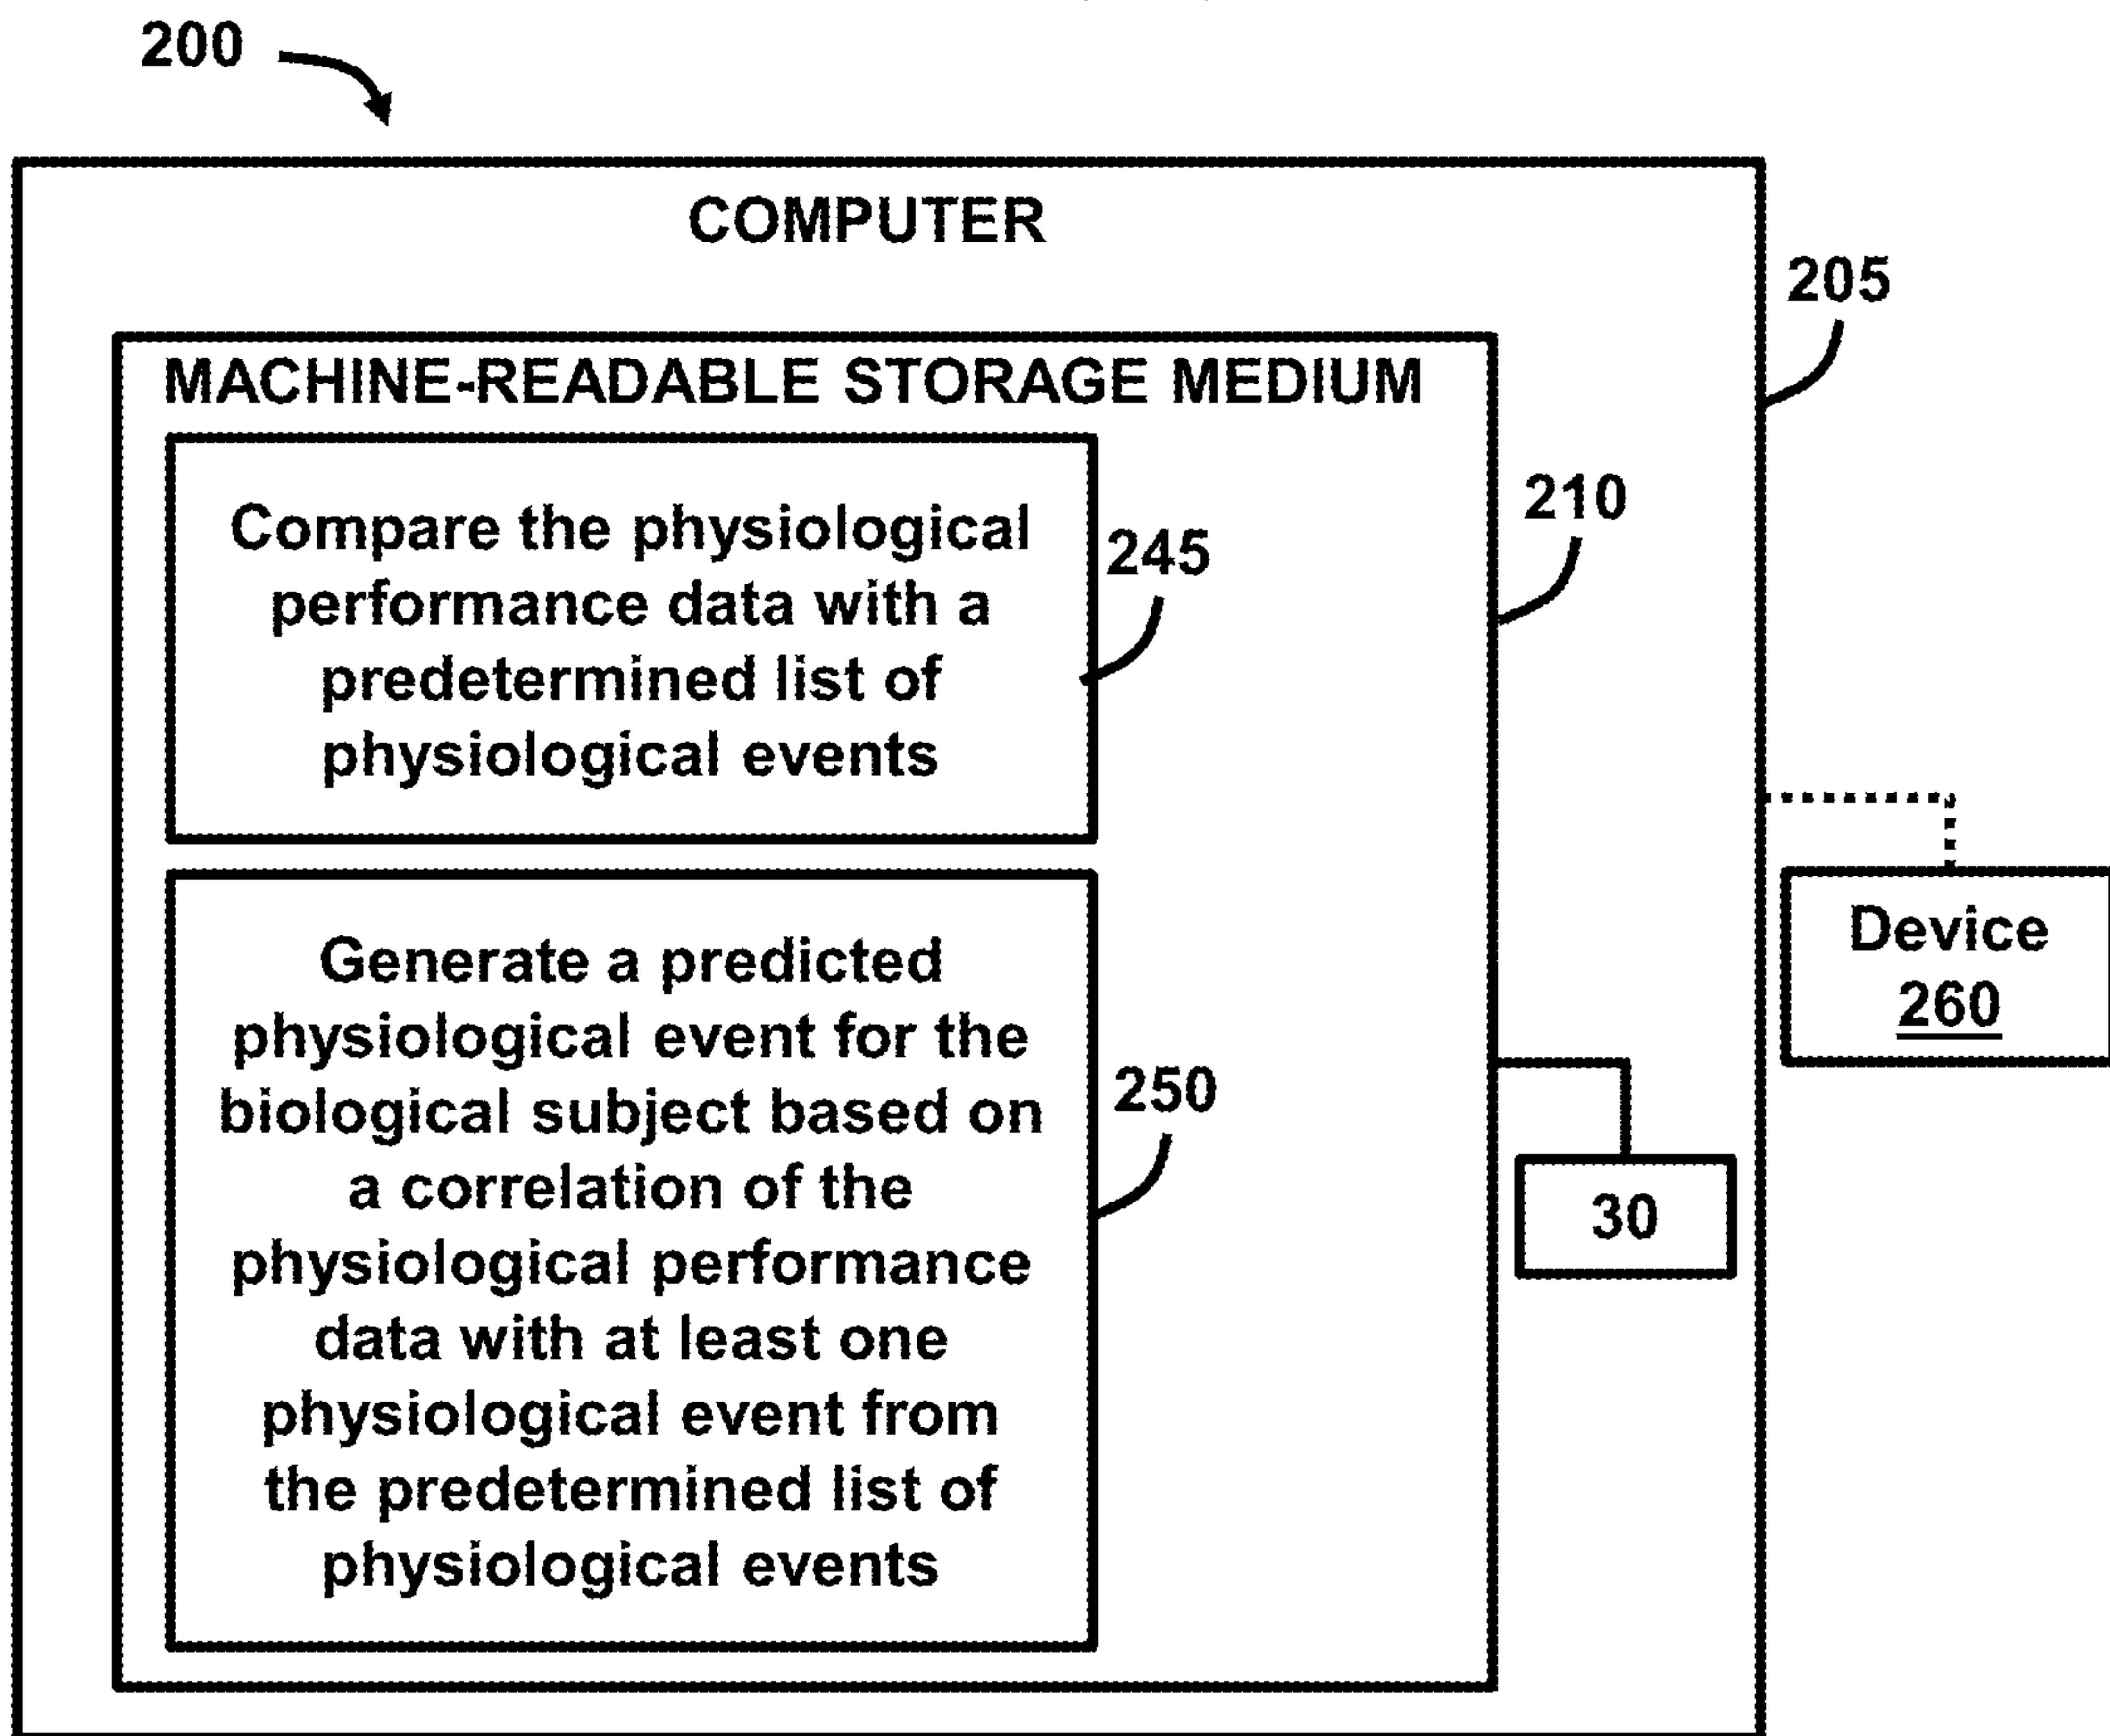 200
COMPUTER
205
MACHINE-READABLE STORAGE MEDIUM
210
Compare the physiological
performance data with a
predetermined list of
physiological events
245
Generate a predicted
physiological event for the
biological subject based on
a correlation of the
physiological performance
data with at least one
physiological event from
the predetermined list of
physiological events
250
30
Device
260